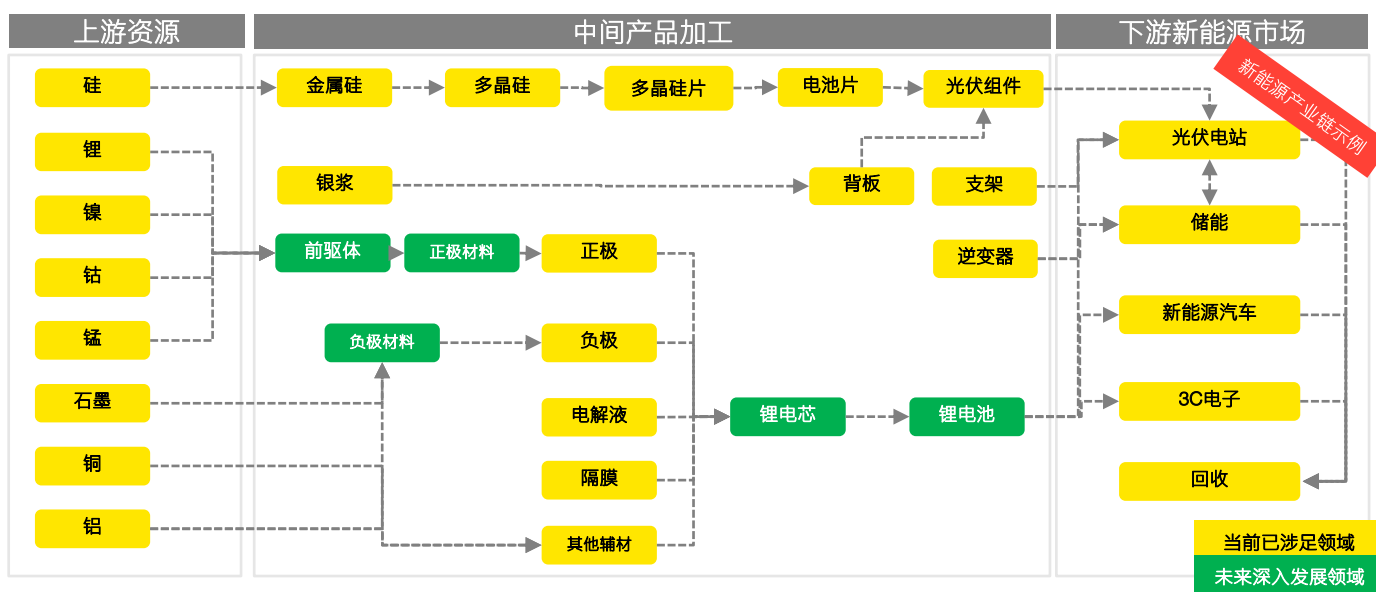 上游资源
中间产品加工
下游新能源市场
新能源产业链示例
硅
金属硅
多晶硅
多晶硅片
电池片
光伏组件
光伏电站
锂
银浆
背板
支架
镍
储能
前驱体
正极材料
正极
逆变器
钴
新能源汽车
锰
负极材料
负极
石墨
3C电子
电解液
锂电芯
锂电池
铜
隔膜
回收
铝
其他辅材
当前已涉足领域
未来深入发展领域